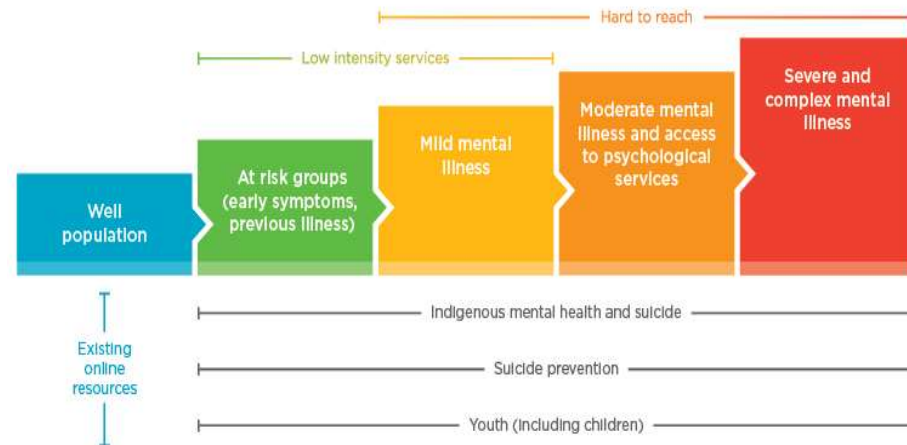 Hard to reach
Low intensity services
Severe and
complex mental
illness
Moderate mental
illness and access
to psychological
services
Mild mental
illness
At risk groups
(early symptoms,
previous illness)
Well
population
Indigenous mental health and suicide
Existing
online
resources
Suicide prevention
Youth (including children)